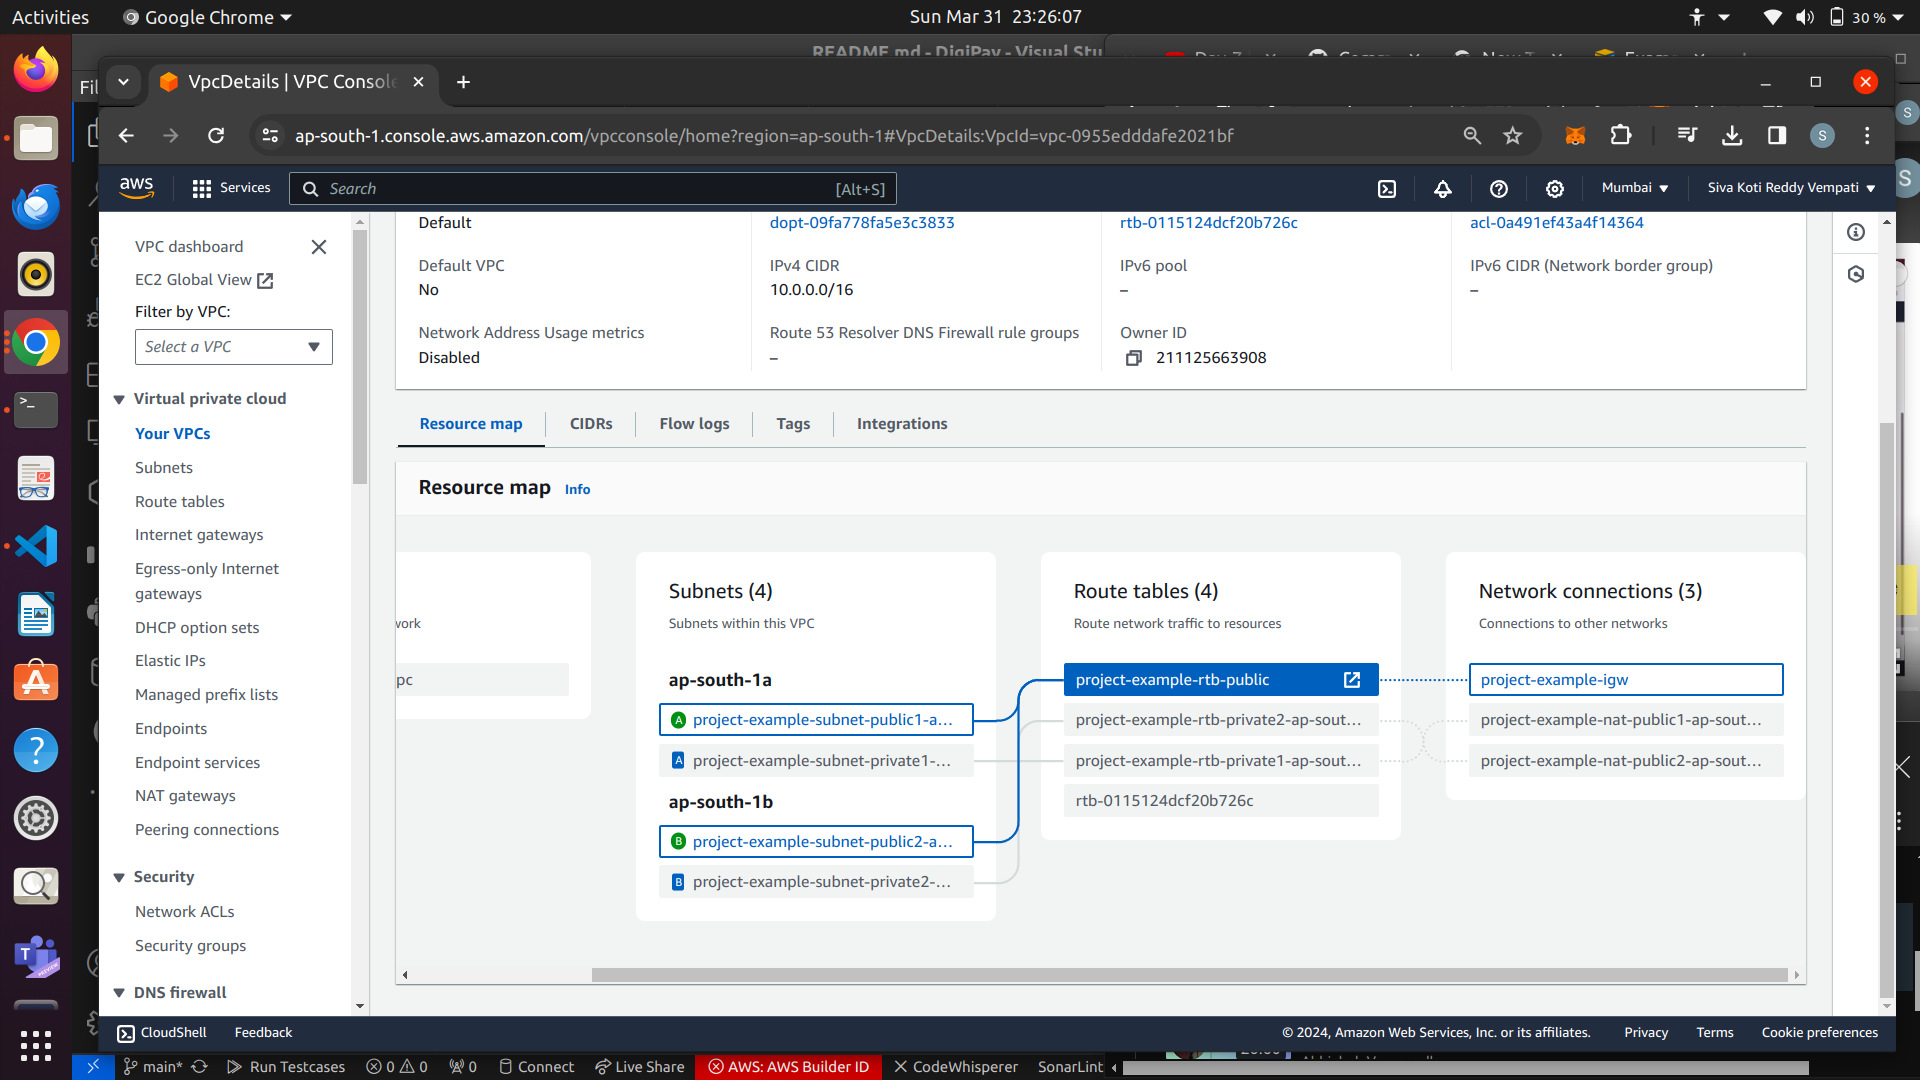 Activities
Google Chrome
Sun Mar 31 23:26:07
30 %
README.md - DigiPay - Visual Stu
VpcDetails | VPC Console
ap-south-1.console.aws.amazon.com/vpcconsole/home?region=ap-south-1#VpcDetails:VpcId=vpc-0955edddafe2021bf
S
aws
Services
Search
[Alt+S]
Mumbai
Siva Koti Reddy Vempati
VPC dashboard
EC2 Global View
Filter by VPC:
Select a VPC
Virtual private cloud
Your VPCs
Subnets
Route tables
Internet gateways
Egress-only Internet
gateways
DHCP option sets
Elastic IPs
Managed prefix lists
Endpoints
Endpoint services
NAT gateways
Peering connections
Security
Network ACLs
Security groups
DNS firewall
Default
dopt-09fa778fa5e3c3833
rtb-0115124dcf20b726c
acl-0a491ef43a4f14364
Default VPC
No
IPv4 CIDR
10.0.0.0/16
IPv6 pool
–
IPv6 CIDR (Network border group)
–
Network Address Usage metrics
Disabled
Route 53 Resolver DNS Firewall rule groups
–
Owner ID
211125663908
Resource map
CIDRs
Flow logs
Tags
Integrations
Resource map
Info
work
pc
Subnets (4)
Subnets within this VPC
ap-south-1a
A project-example-subnet-public1-a...
A project-example-subnet-private1-...
ap-south-1b
B project-example-subnet-public2-a...
B project-example-subnet-private2-...
Route tables (4)
Route network traffic to resources
project-example-rtb-public
project-example-rtb-private2-ap-sout...
project-example-rtb-private1-ap-sout...
rtb-0115124dcf20b726c
Network connections (3)
Connections to other networks
project-example-igw
project-example-nat-public1-ap-sout...
project-example-nat-public2-ap-sout...
CloudShell
Feedback
© 2024, Amazon Web Services, Inc. or its affiliates.
Privacy
Terms
Cookie preferences
main*
Run Testcases
0
0
0
Connect
Live Share
AWS: AWS Builder ID
CodeWhisperer
SonarLint